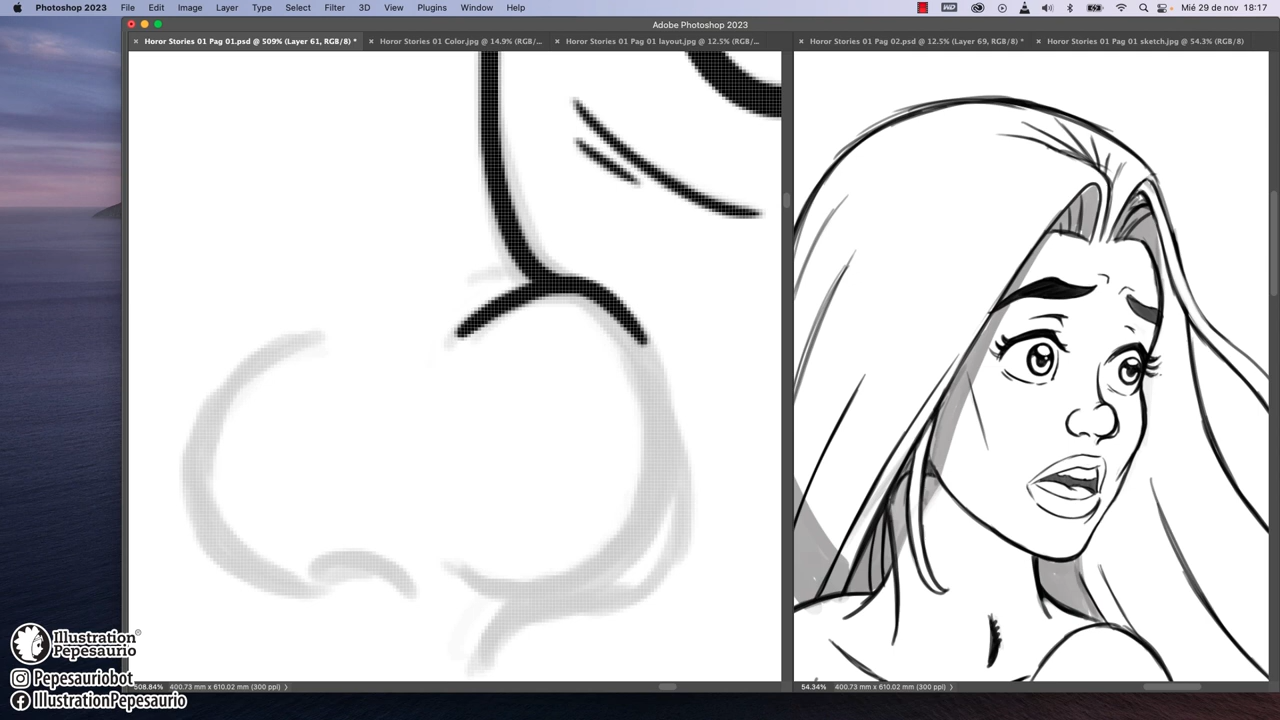 Photoshop 2023 File Edit Image Layer Type Select Filter 3D View Plugins Window Help Mié 29 de nov 18:17
Adobe Photoshop 2023
Horor Stories 01 Pag 01.psd @ 509% (Layer 61, RGB/8) * Horor Stories 01 Color.jpg @ 14.9% (RGB/... Horor Stories 01 Pag 01 layout.jpg @ 12.5% (RGB/... Horor Stories 01 Pag 02.psd @ 12.5% (Layer 69, RGB/8) * Horor Stories 01 Pag 01 sketch.jpg @ 54.3% (RGB/8)
Illustration®
Pepesaurio
Pepesauriobot
508.84% 400.73 mm x 610.02 mm (300 ppi) 54.34% 400.73 mm x 610.02 mm (300 ppi)
IllustrationPepesaurio